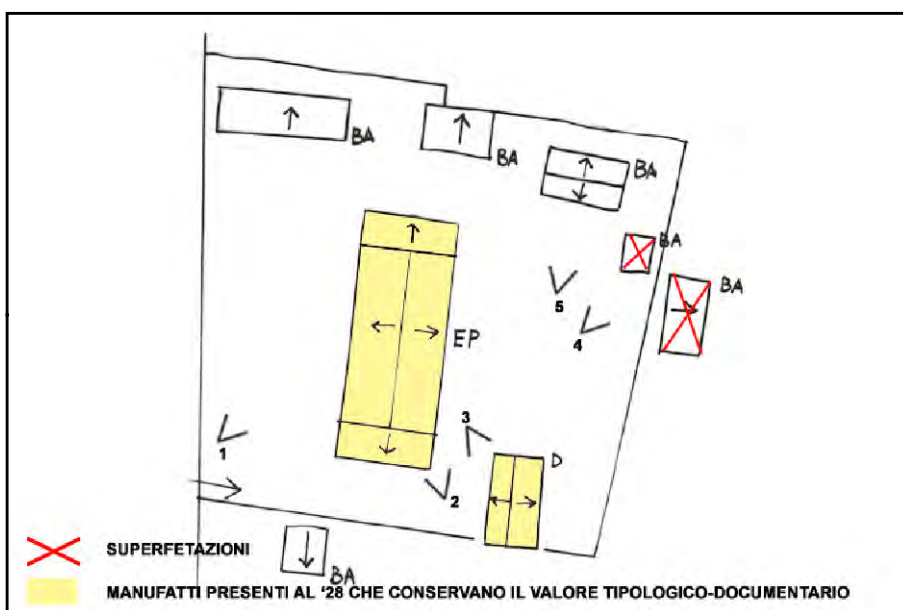 BA
BA
BA
BA
BA
5
4
EP
3
1
D
2
SUPERFETAZIONI
BA
MANUFATTI PRESENTI AL '28 CHE CONSERVANO IL VALORE TIPOLOGICO-DOCUMENTARIO